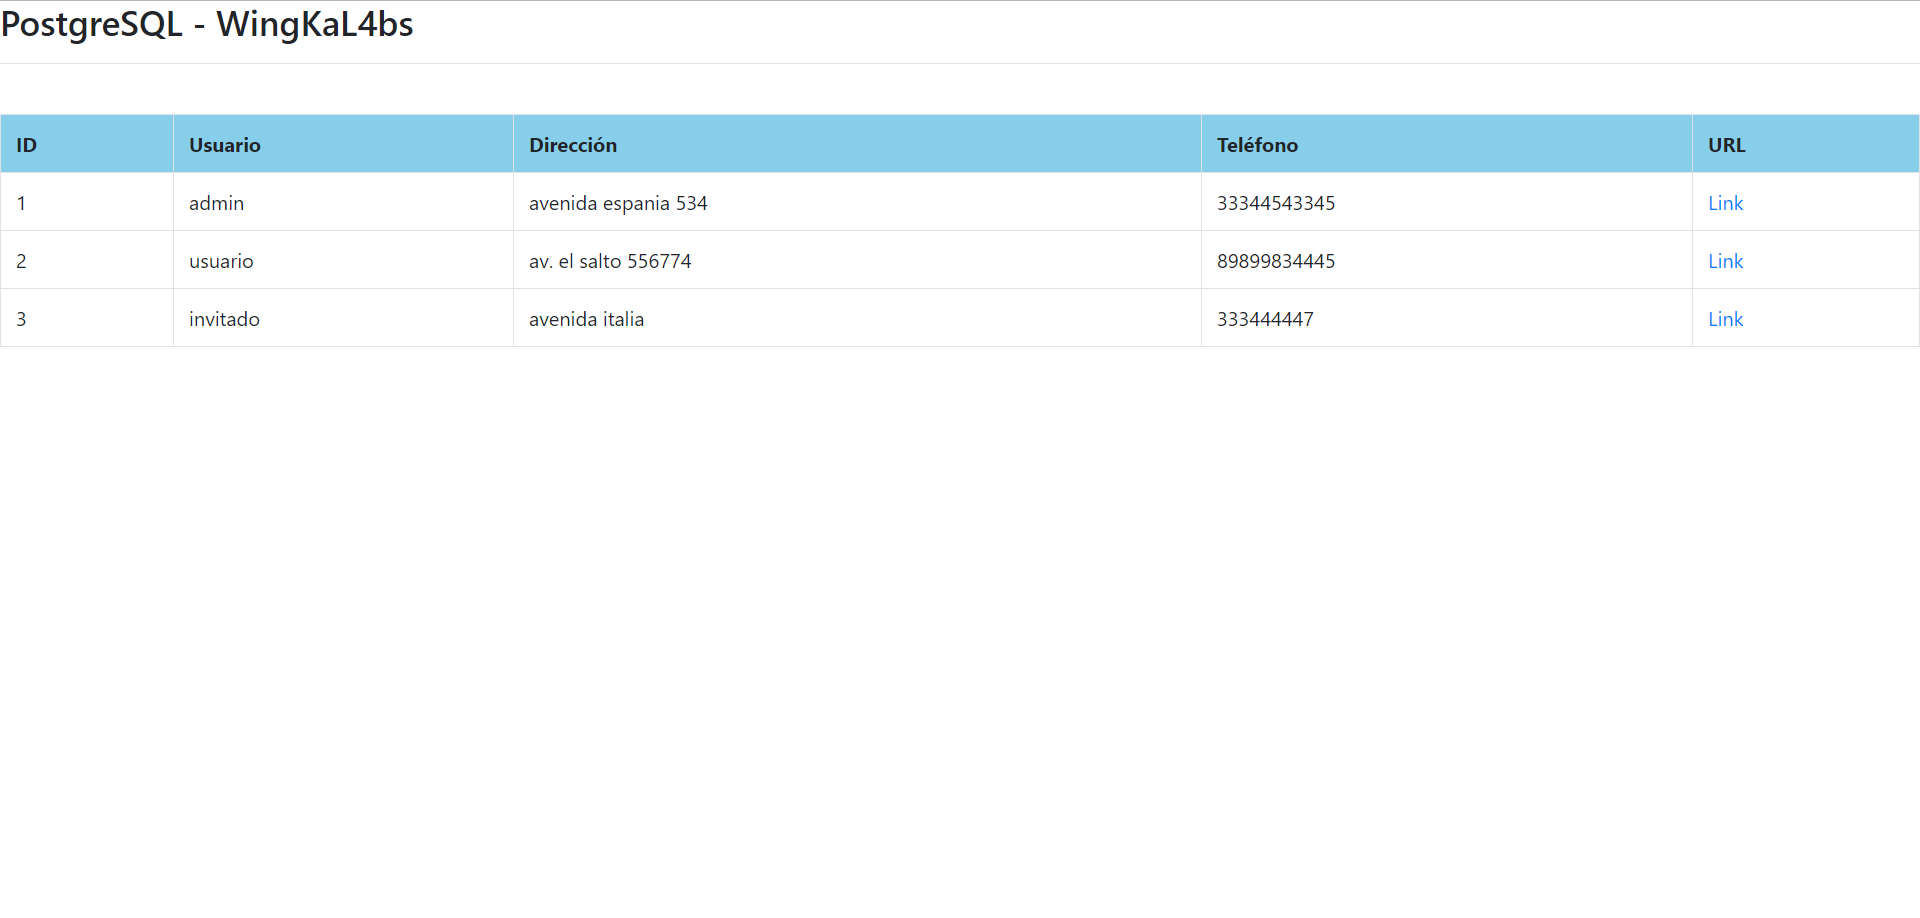 PostgreSQL - WingKaL4bs
ID Usuario Dirección Teléfono URL
1 admin avenida espania 534 33344543345 Link
2 usuario av. el salto 556774 89899834445 Link
3 invitado avenida italia 333444447 Link